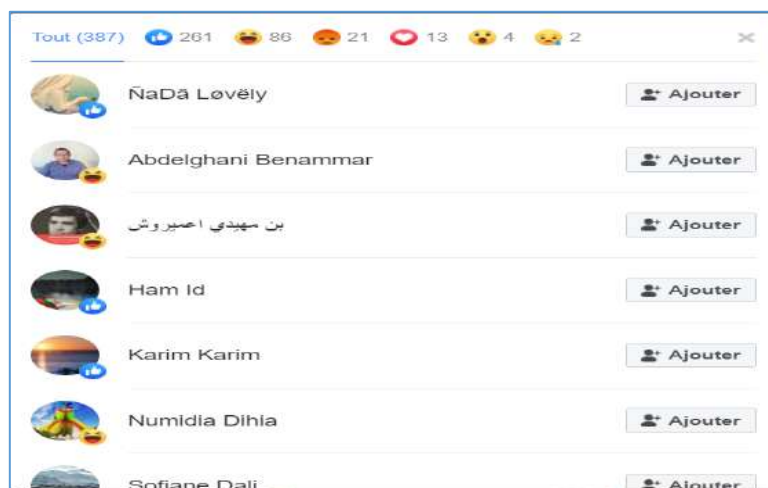 Tout (387) 261 86 21 13 4 2
ÑaDã Løvëly Ajouter
Abdelghani Benammar Ajouter
بن مهيدي اعميروش Ajouter
Ham Id Ajouter
Karim Karim Ajouter
Numidia Dihia Ajouter
Sofiane Dali Ajouter